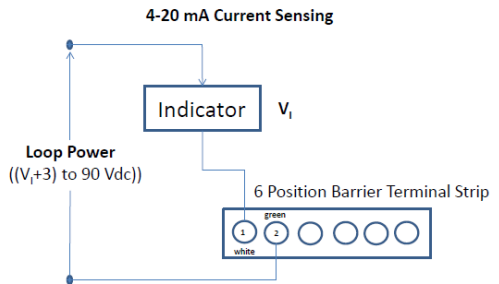 4-20 mA Current Sensing
Indicator
VI
Loop Power
((VI+3) to 90 Vdc))
6 Position Barrier Terminal Strip
green
1
2
white